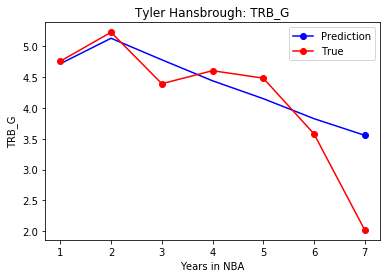 Tyler Hansbrough: TRB_G
Prediction
True
5.0
4.5
4.0
3.5
3.0
2.5
2.0
TRB_G
1 2 3 4 5 6 7
Years in NBA